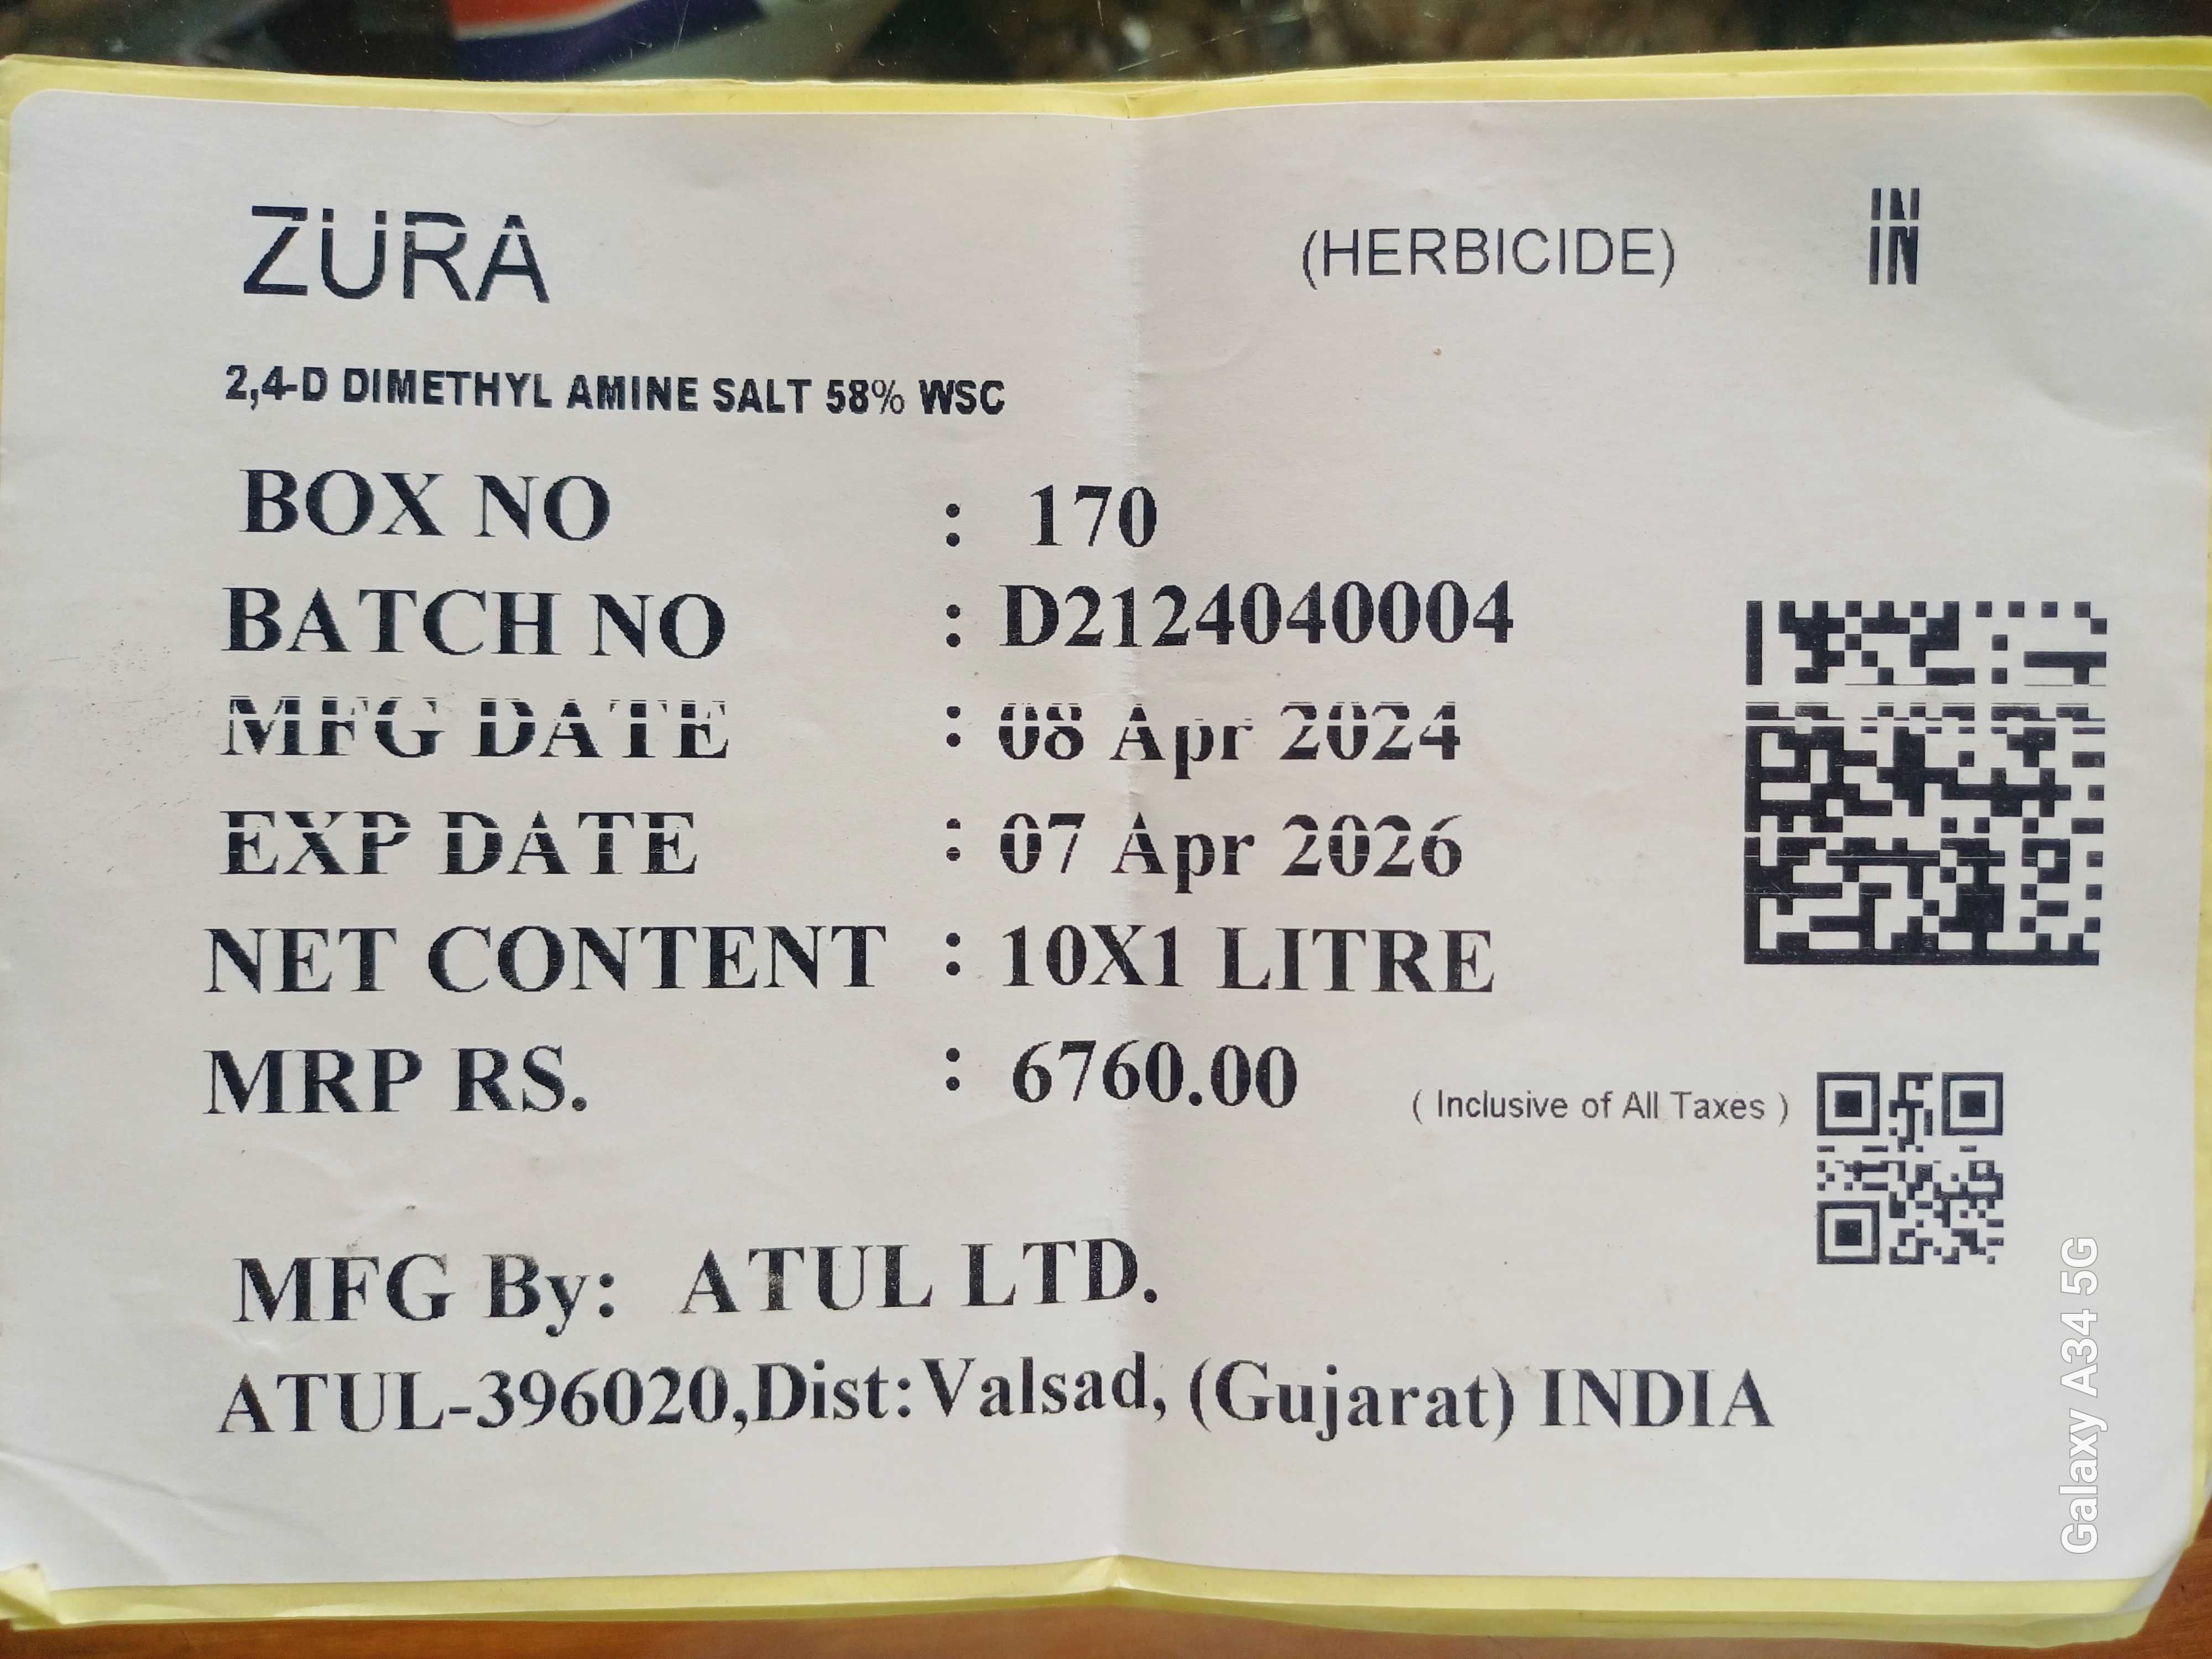 ZURA (HERBICIDE) IN
IN
2,4-D DIMETHYL AMINE SALT 58% WSC
BOX NO : 170
BATCH NO : D2124040004
MFG DATE : 08 Apr 2024
EXP DATE : 07 Apr 2026
NET CONTENT : 10X1 LITRE
MRP RS. : 6760.00 ( Inclusive of All Taxes )
MFG By: ATUL LTD.
ATUL-396020,Dist:Valsad, (Gujarat) INDIA
Galaxy A34 5G